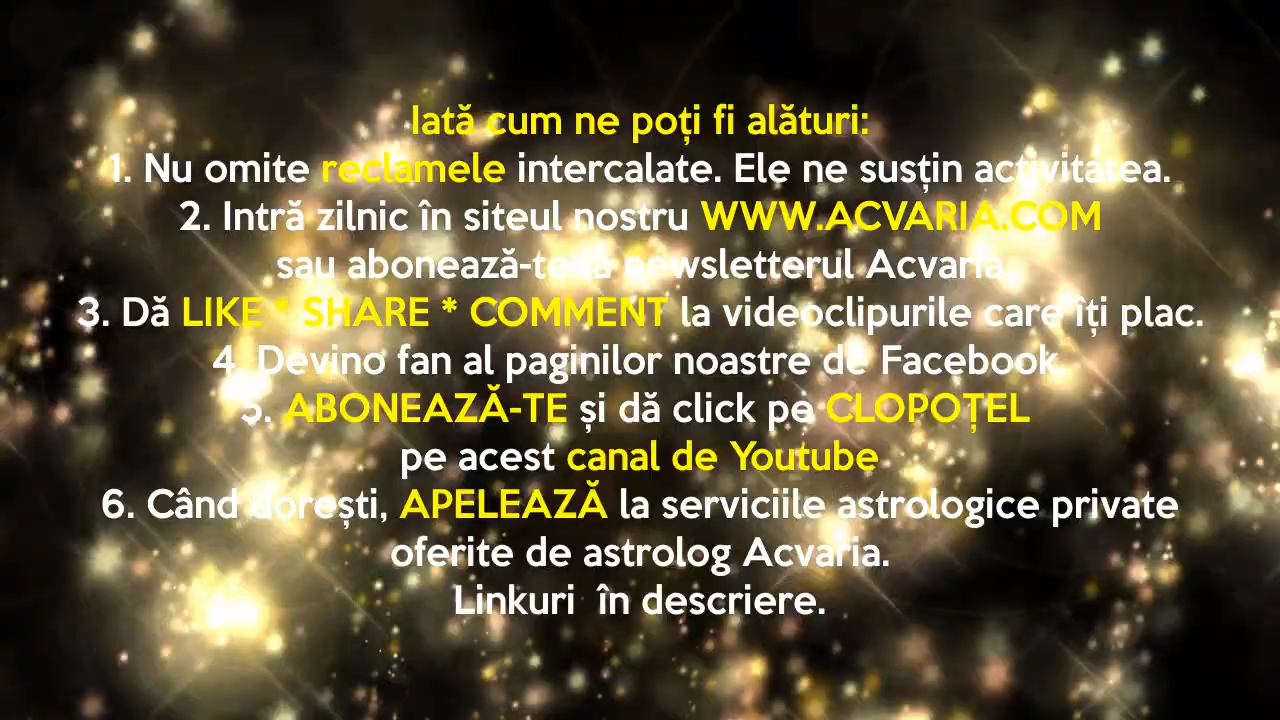 Iată cum ne poți fi alături:
1. Nu omite reclamele intercalate. Ele ne susțin activitatea.
2. Intră zilnic în siteul nostru WWW.ACVARIA.COM
sau abonează-te la newsletterul Acvaria
3. Dă LIKE * SHARE * COMMENT la videoclipurile care îți plac.
4. Devino fan al paginilor noastre de Facebook
5. ABONEAZĂ-TE și dă click pe CLOPOȚEL
pe acest canal de Youtube
6. Când dorești, APELEAZĂ la serviciile astrologice private
oferite de astrolog Acvaria.
Linkuri în descriere.